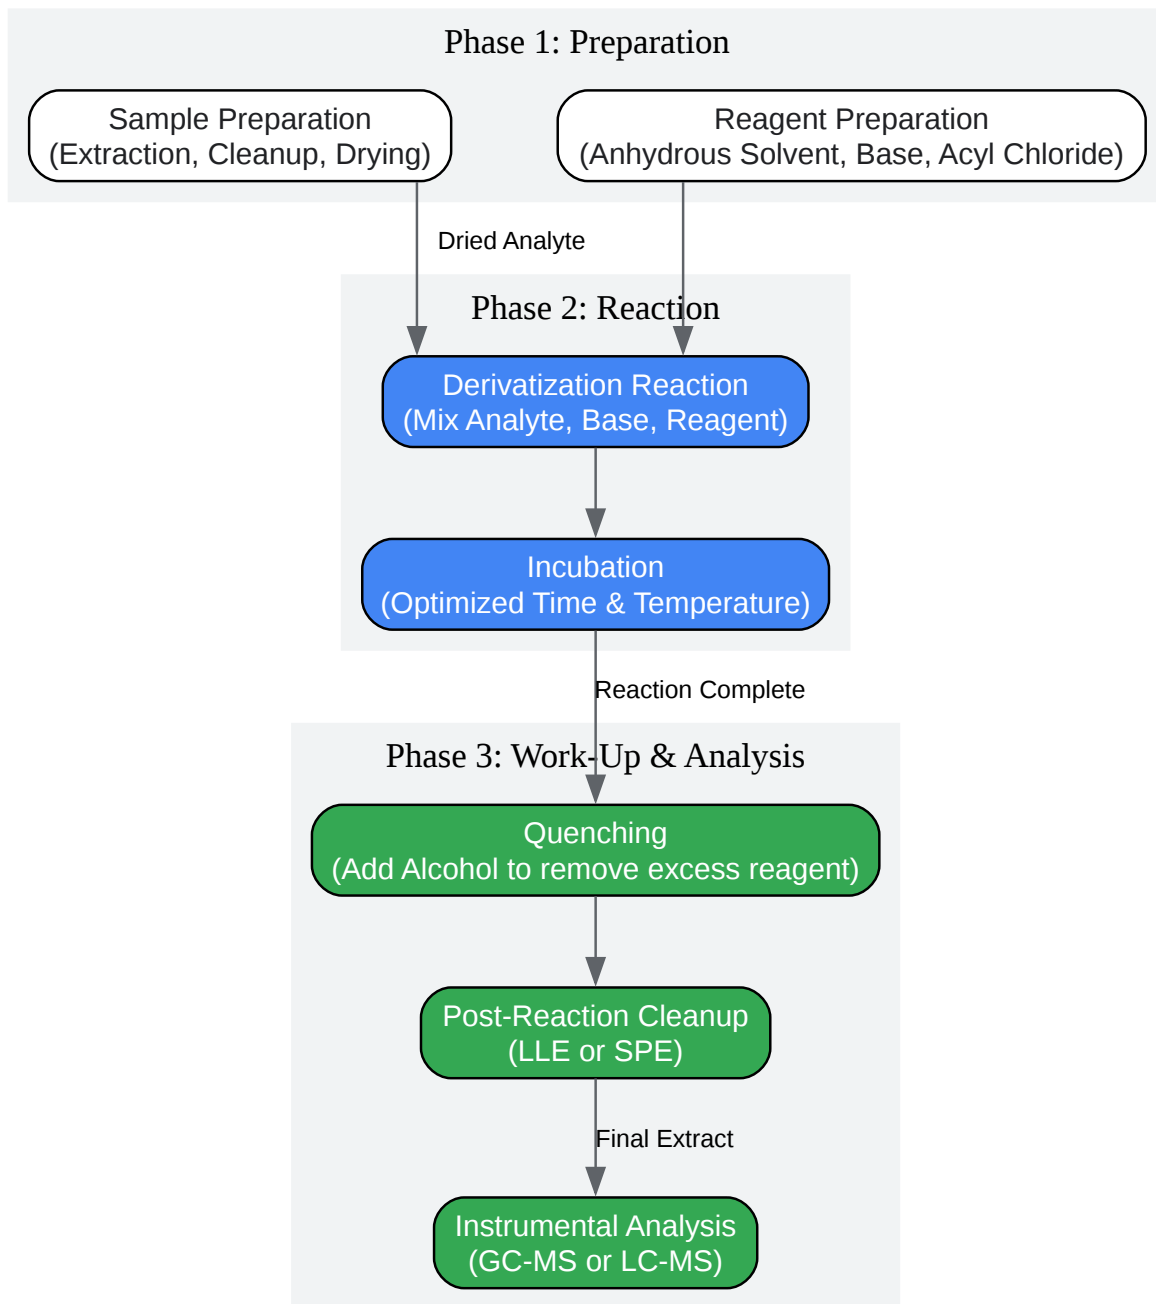 Phase 1: Preparation
Sample Preparation
(Extraction, Cleanup, Drying)
Reagent Preparation
(Anhydrous Solvent, Base, Acyl Chloride)
Dried Analyte
Phase 2: Reaction
Derivatization Reaction
(Mix Analyte, Base, Reagent)
Incubation
(Optimized Time & Temperature)
Reaction Complete
Phase 3: Work-Up & Analysis
Quenching
(Add Alcohol to remove excess reagent)
Post-Reaction Cleanup
(LLE or SPE)
Final Extract
Instrumental Analysis
(GC-MS or LC-MS)